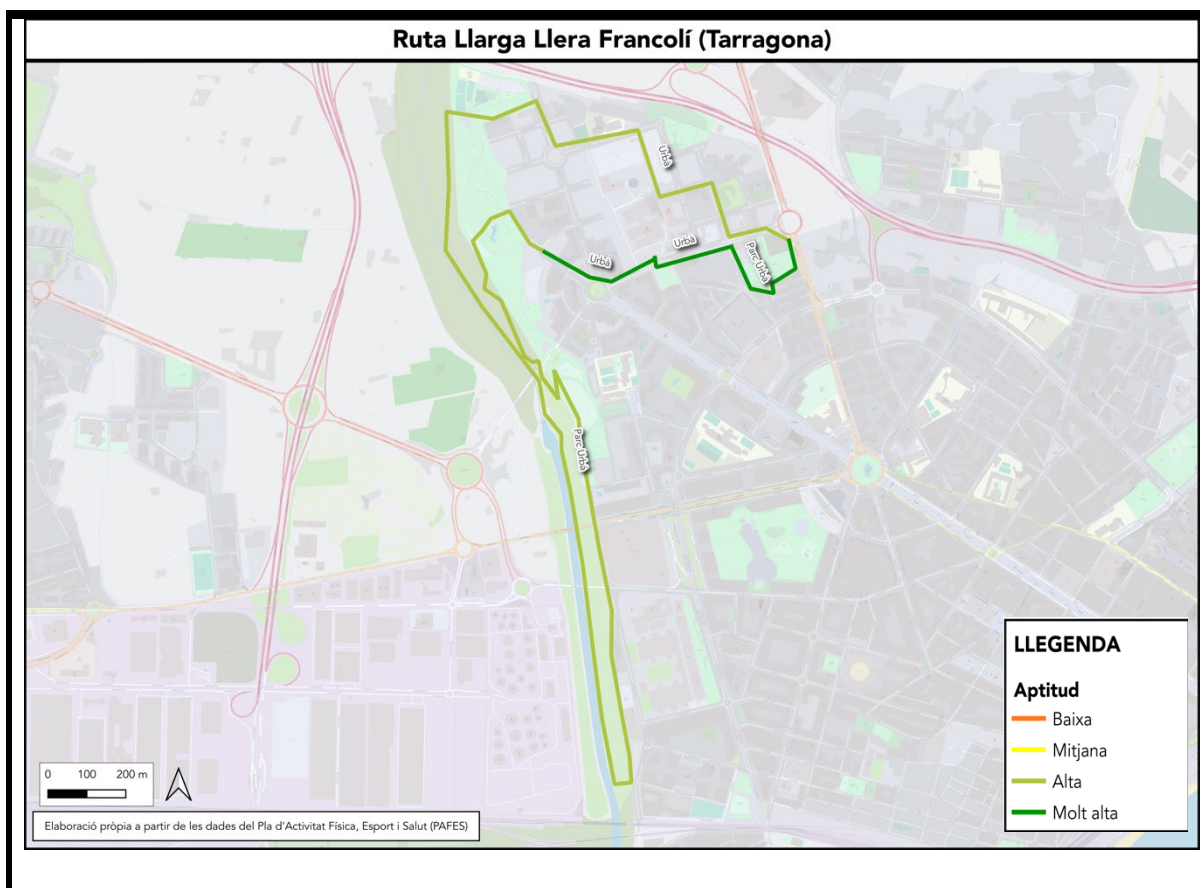 Ruta Llarga Llera Francolí (Tarragona)
Urbà
Urbà
Urbà
Parc Urbà
Parc Urbà
LLEGENDA
Aptitud
Baixa
Mitjana
Alta
Molt alta
0 100 200 m
Elaboració pròpia a partir de les dades del Pla d'Activitat Física, Esport i Salut (PAFES)